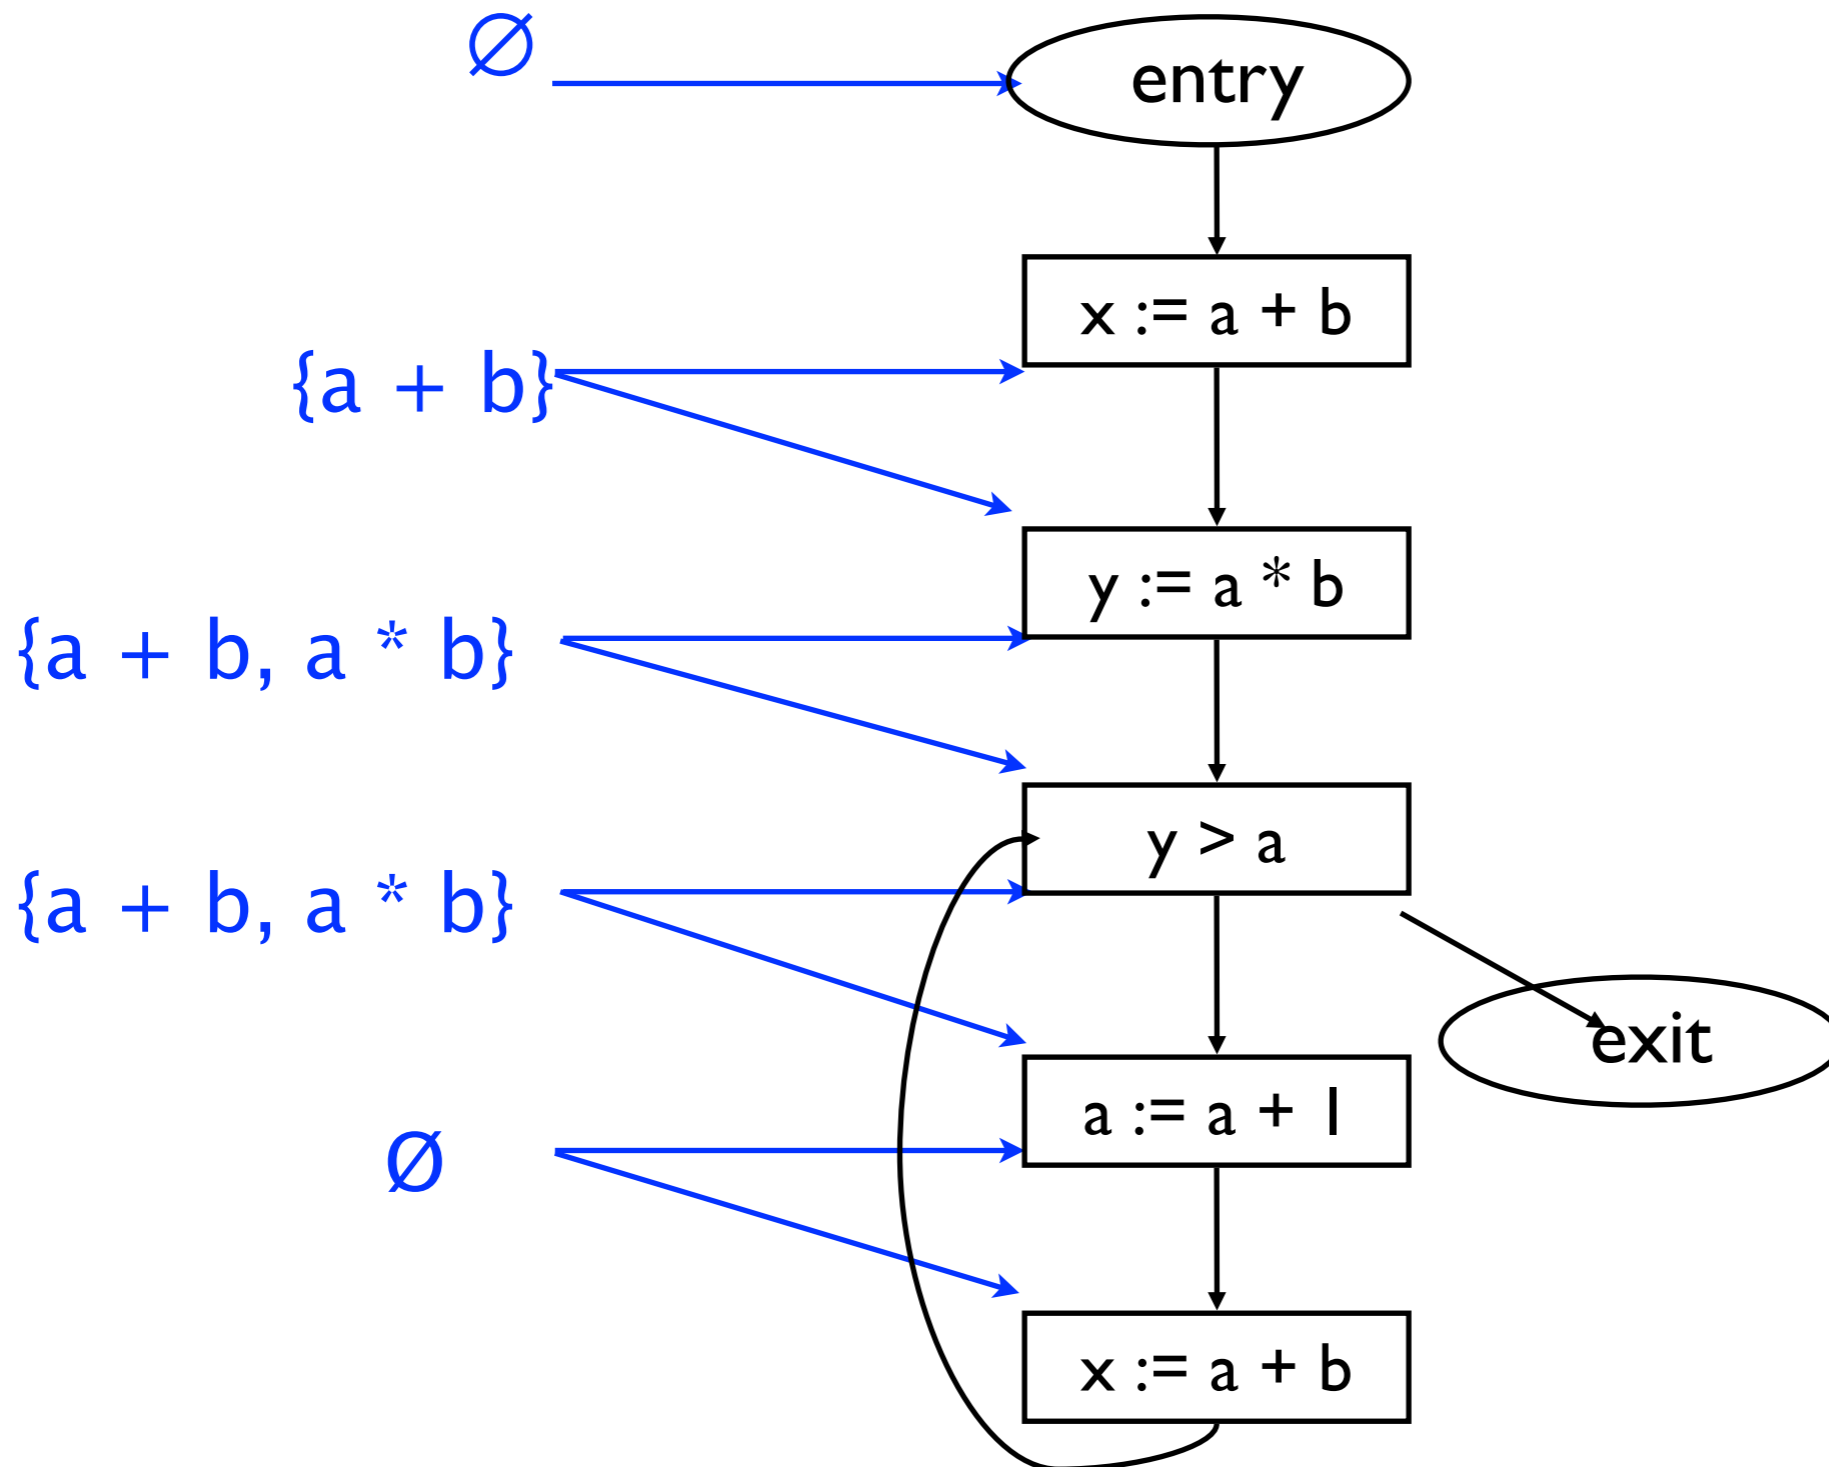 ∅
entry
x := a + b
{a + b}
y := a * b
{a + b, a * b}
y > a
{a + b, a * b}
exit
a := a + 1
Ø
x := a + b